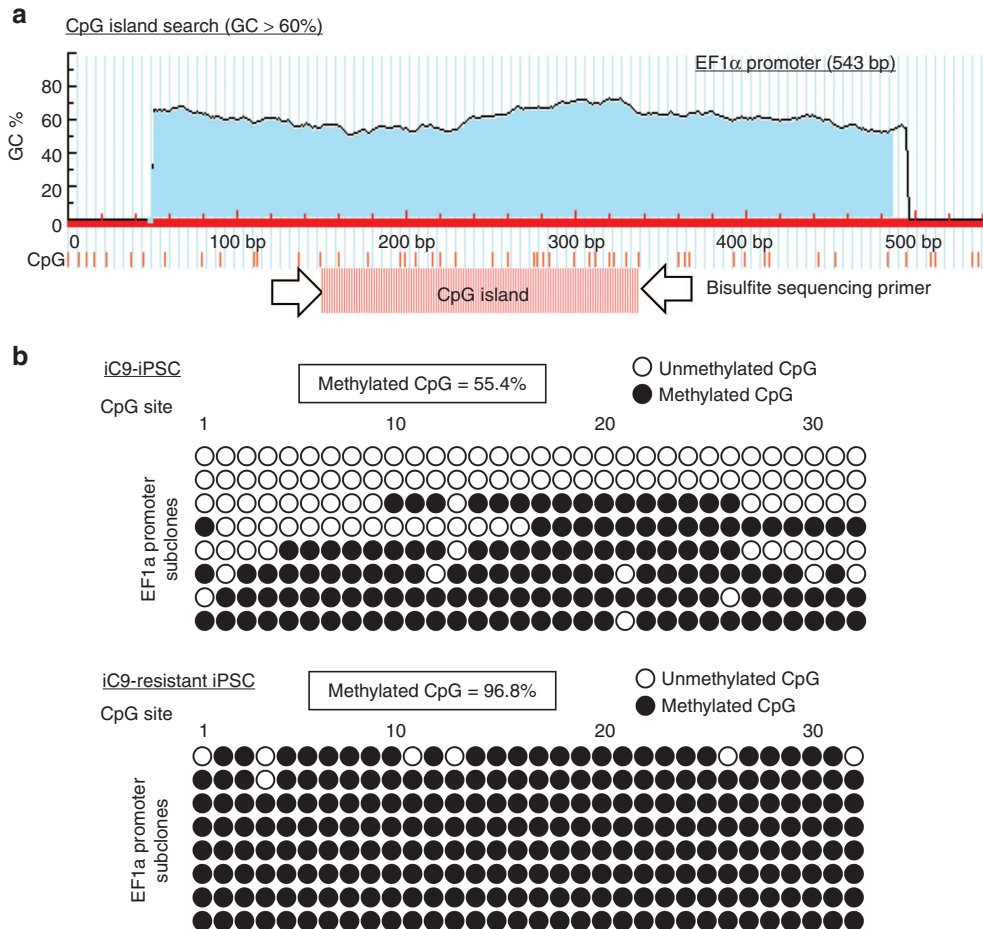 a
CpG island search (GC > 60%)
EF1α promoter (543 bp)
GC %
80
60
40
20
0
0 100 bp 200 bp 300 bp 400 bp 500 bp
CpG
CpG island
Bisulfite sequencing primer
b
iC9-iPSC
Methylated CpG = 55.4%
Unmethylated CpG
Methylated CpG
CpG site
1 10 20 30
EF1a promoter
subclones
iC9-resistant iPSC
Methylated CpG = 96.8%
Unmethylated CpG
Methylated CpG
CpG site
1 10 20 30
EF1a promoter
subclones